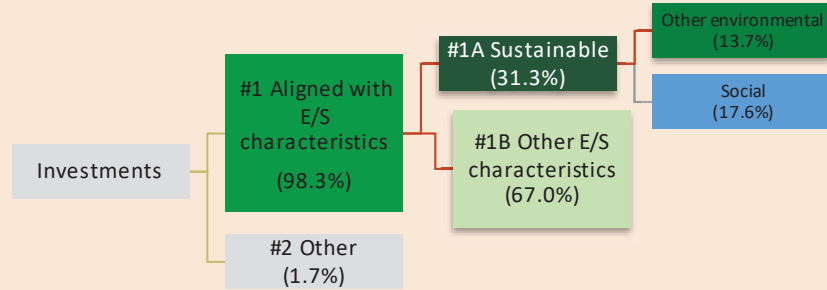 Investments
#1 Aligned with
E/S
characteristics
(98.3%)
#2 Other
(1.7%)
#1A Sustainable
(31.3%)
#1B Other E/S
characteristics
(67.0%)
Other environmental
(13.7%)
Social
(17.6%)